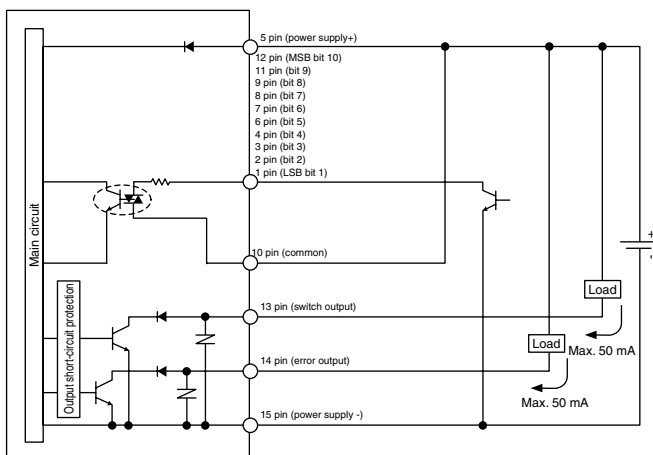 5 pin (power supply+)
12 pin (MSB bit 10)
11 pin (bit 9)
9 pin (bit 8)
8 pin (bit 7)
7 pin (bit 6)
6 pin (bit 5)
4 pin (bit 4)
3 pin (bit 3)
2 pin (bit 2)
1 pin (LSB bit 1)
Main circuit
+
-
10 pin (common)
Output short-circuit protection
13 pin (switch output)
Load
Max. 50 mA
14 pin (error output)
Load
Max. 50 mA
15 pin (power supply -)